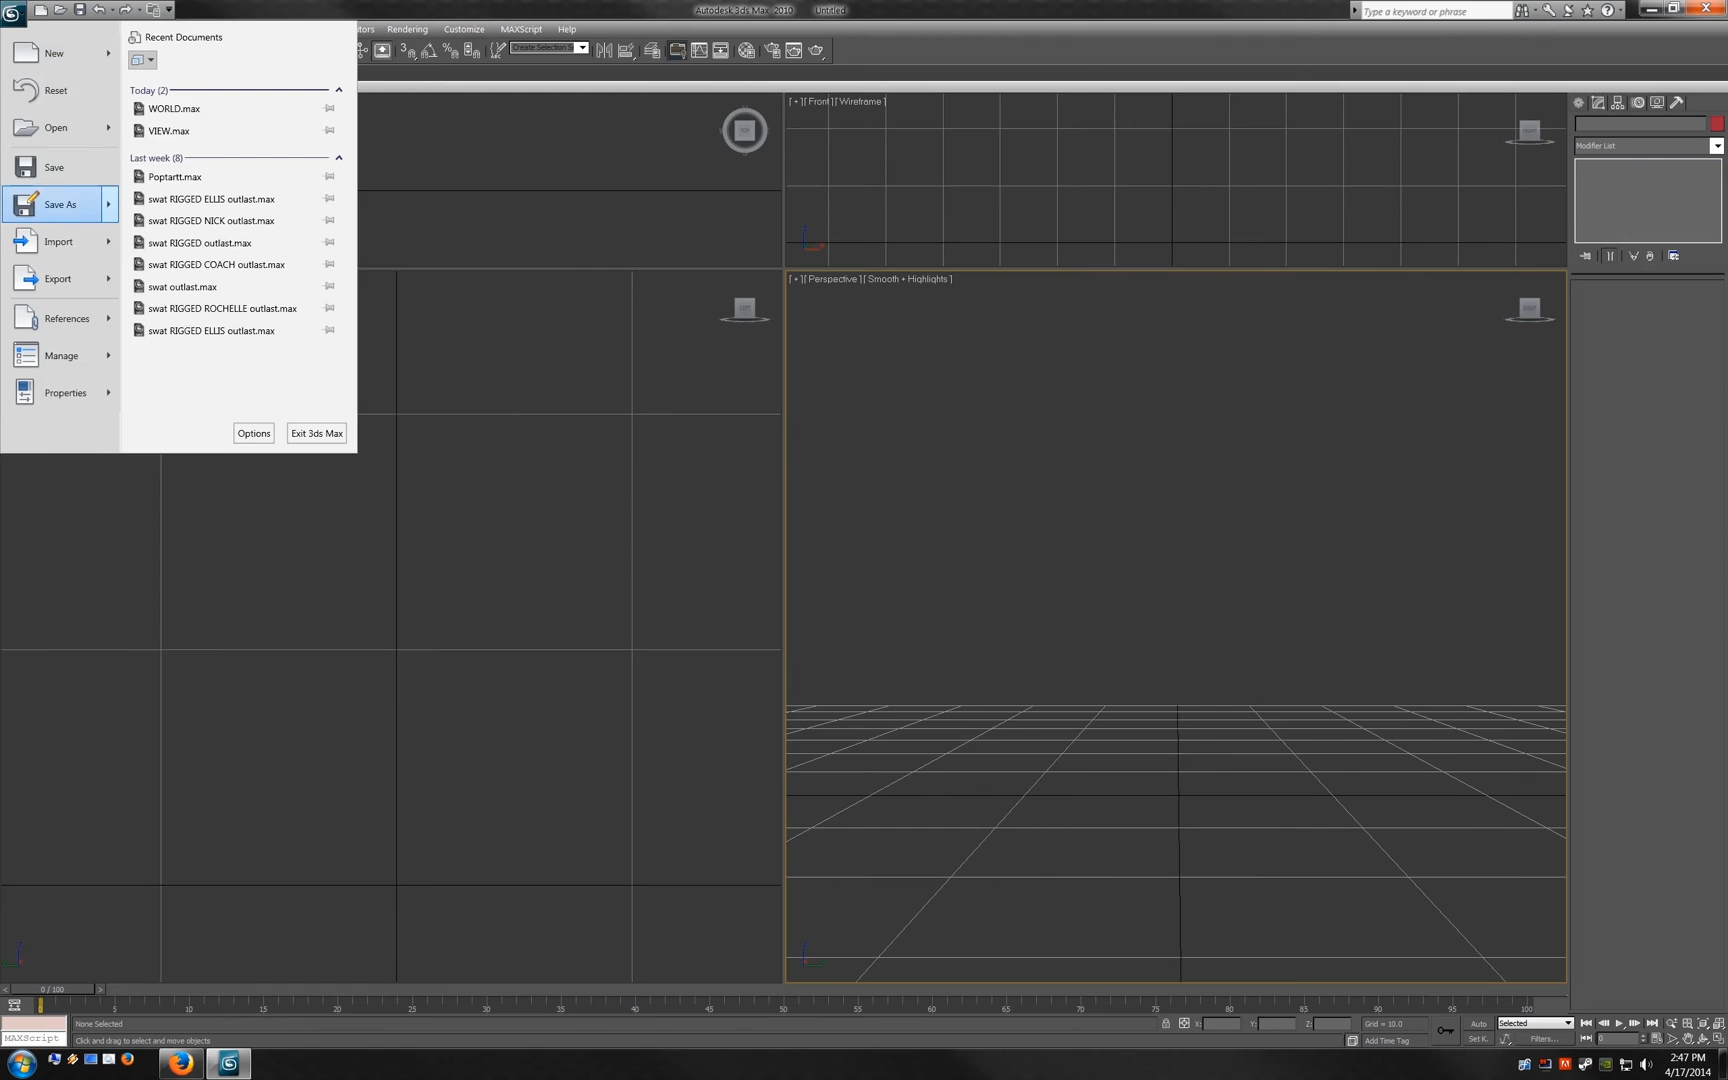 Autodesk 3ds Max 2010 Untitled
Type a keyword or phrase
Rendering Customize MAXScript Help
Create Selection S
New
Reset
Open
Save
Save As
Import
Export
References
Manage
Properties
Recent Documents
Today (2)
WORLD.max
VIEW.max
Last week (8)
Poptartt.max
swat RIGGED ELLIS outlast.max
swat RIGGED NICK outlast.max
swat RIGGED outlast.max
swat RIGGED COACH outlast.max
swat outlast.max
swat RIGGED ROCHELLE outlast.max
swat RIGGED ELLIS outlast.max
Options Exit 3ds Max
TOP
[ + ] [ Front ] [ Wireframe ]
FRONT
LEFT
[ + ] [ Perspective ] [ Smooth + Highlights ]
Modifier List
0 / 100
5 10 15 20 25 30 35 40 45 50 55 60 65 70 75 80 85 90 95 100
None Selected
X: Y: Z: Grid = 10.0
Auto Selected
MAXScript
Click and drag to select and move objects
Add Time Tag
Set K. Filters... 0
2:47 PM
4/17/2014